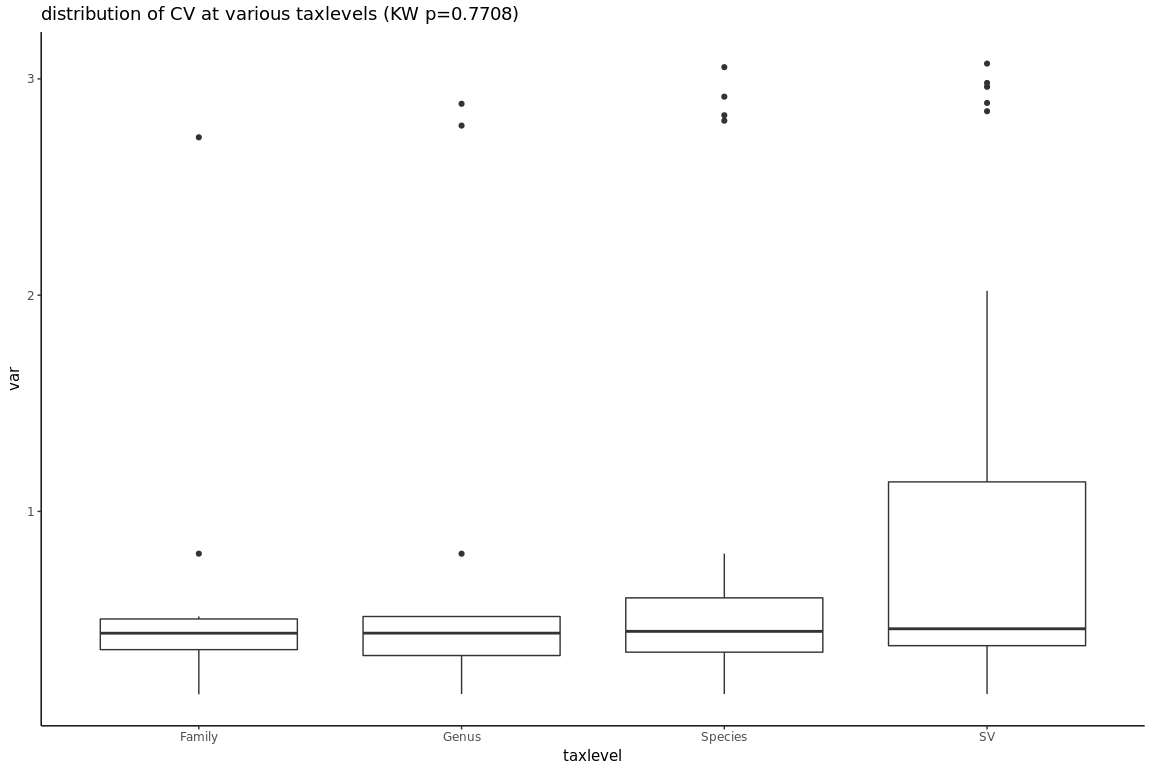 distribution of CV at various taxlevels (KW p=0.7708)
3
2
1
var
Family Genus Species SV
taxlevel